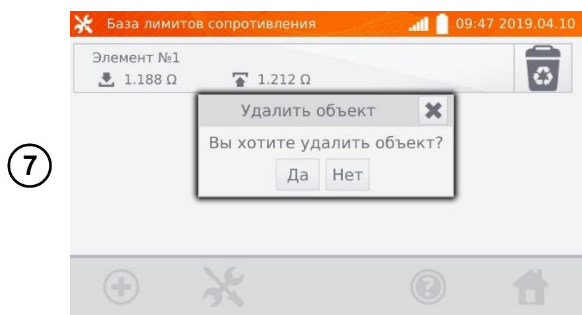 База лимитов сопротивления 09:47 2019.04.10
Элемент №1
1.188 Ω 1.212 Ω
Удалить объект
Вы хотите удалить объект?
Да Нет
7